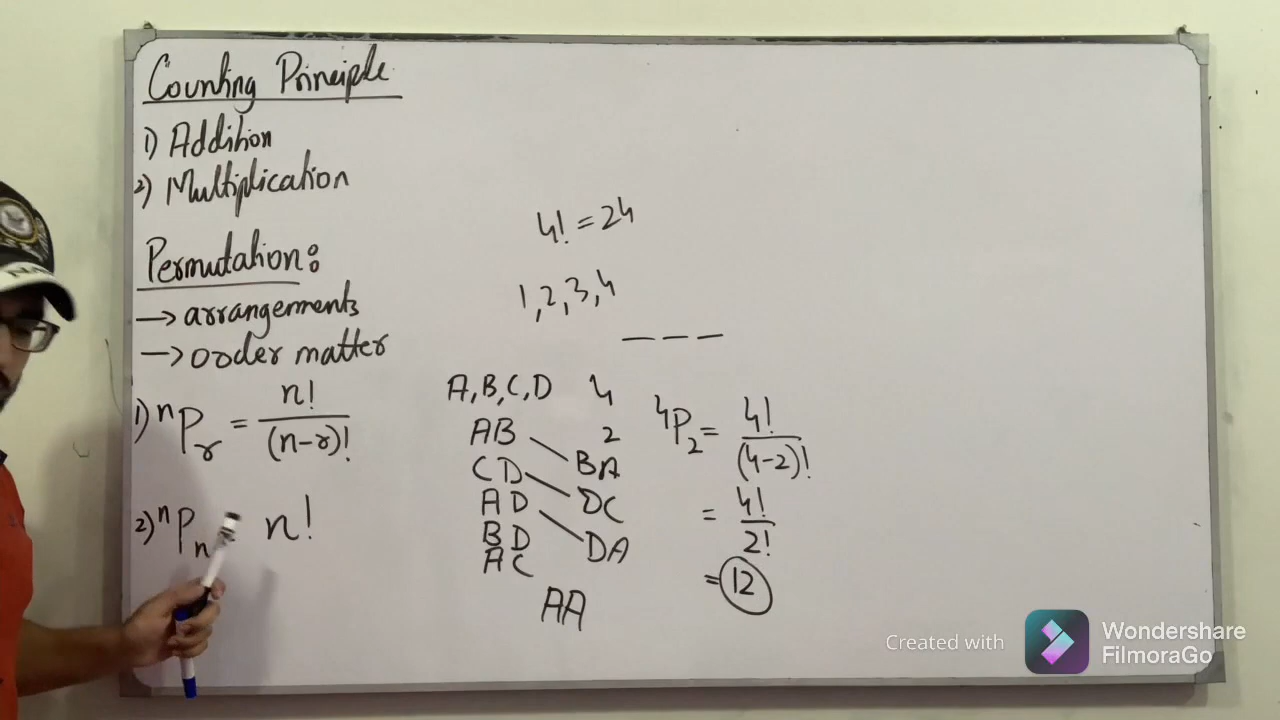 Counting Principle
1) Addition
2) Multiplication
Permutation:
→ arrangements
→ order matter
1) ⁿPᵣ = n! / (n-r)!
2) ⁿPₙ n!
4! = 24
1, 2, 3, 4
_ _ _
A, B, C, D 4
AB 2
BA
CD
DC
AD
DA
BD
AC
AA
⁴P₂ = 4! / (4-2)!
= 4! / 2!
= 12
Created with Wondershare FilmoraGo